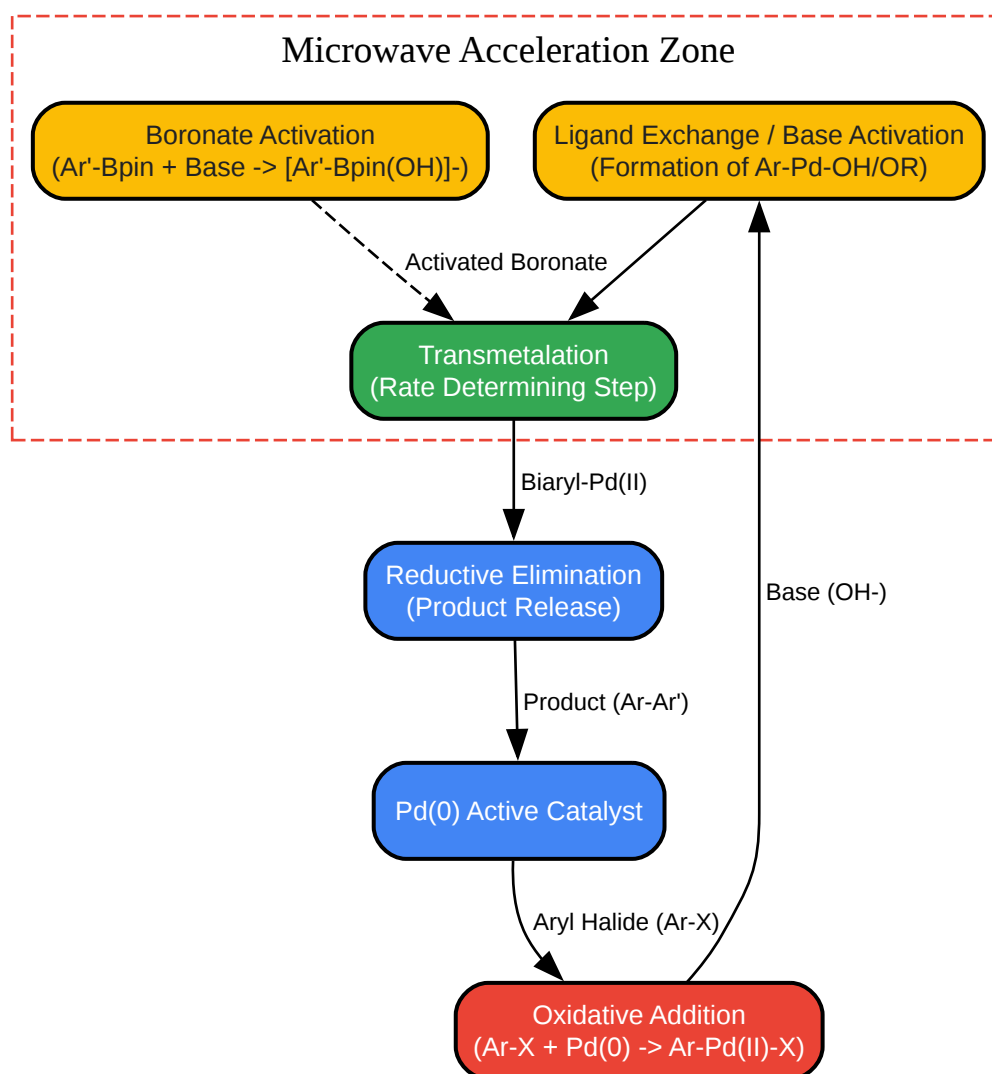 Microwave Acceleration Zone
Boronate Activation
(Ar'-Bpin + Base -> [Ar'-Bpin(OH)]-)
Ligand Exchange / Base Activation
(Formation of Ar-Pd-OH/OR)
Activated Boronate
Transmetalation
(Rate Determining Step)
Biaryl-Pd(II)
Reductive Elimination
(Product Release)
Base (OH-)
Product (Ar-Ar')
Pd(0) Active Catalyst
Aryl Halide (Ar-X)
Oxidative Addition
(Ar-X + Pd(0) -> Ar-Pd(II)-X)